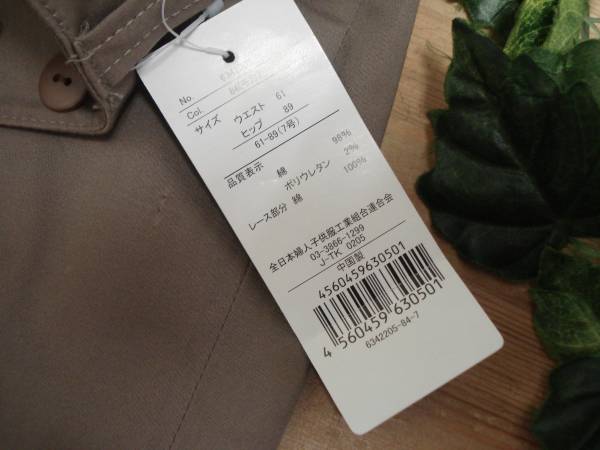 No.
Col
サイズ ウエスト 61
ヒップ 89
61-89(7号)
品質表示 綿 98%
ポリウレタン 2%
レース部分 綿 100%
全日本婦人子供服工業組合連合会
03-3866-1299
J-TK 0205
中国製
4560459630501
4 560459 630501
6342205-84-7